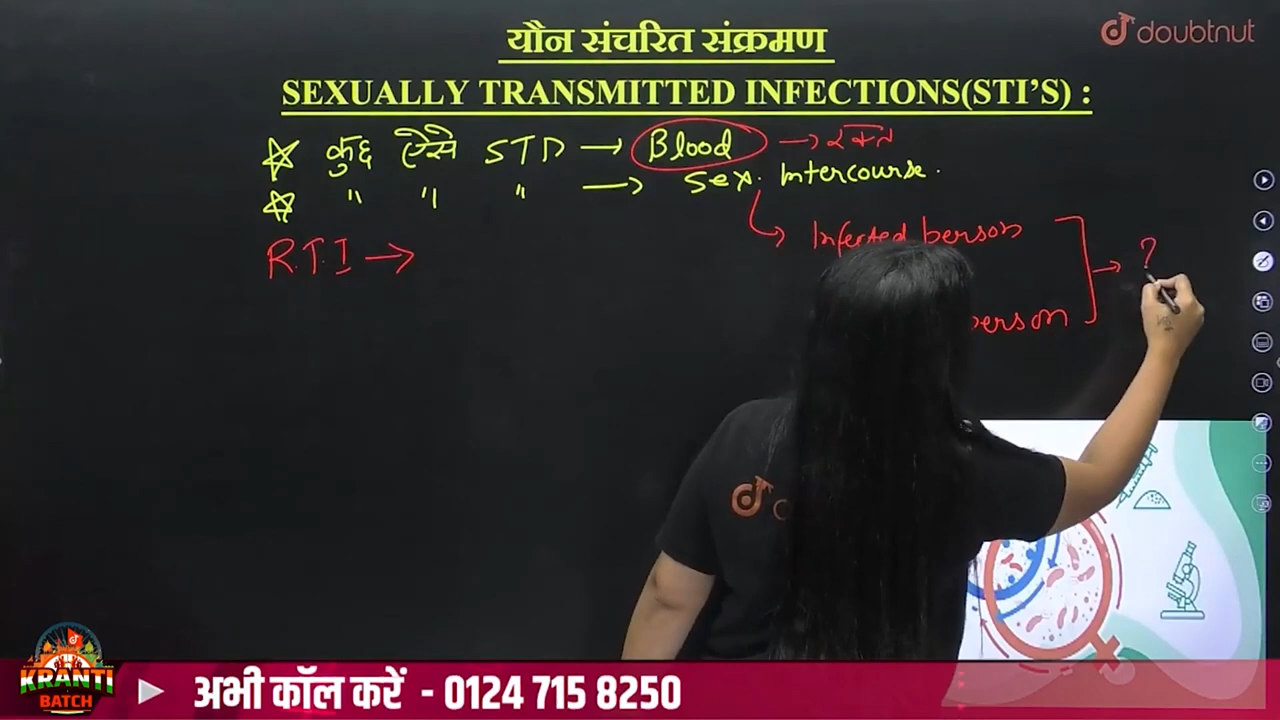 यौन संचरित संक्रमण
doubtnut
SEXUALLY TRANSMITTED INFECTIONS(STI'S) :
कुछ ऐसे STD → Blood → रक्त
" " " → Sex. Intercourse.
R.T.I →
Infected person
→ ?
person
KRANTI
BATCH
अभी कॉल करें - 0124 715 8250